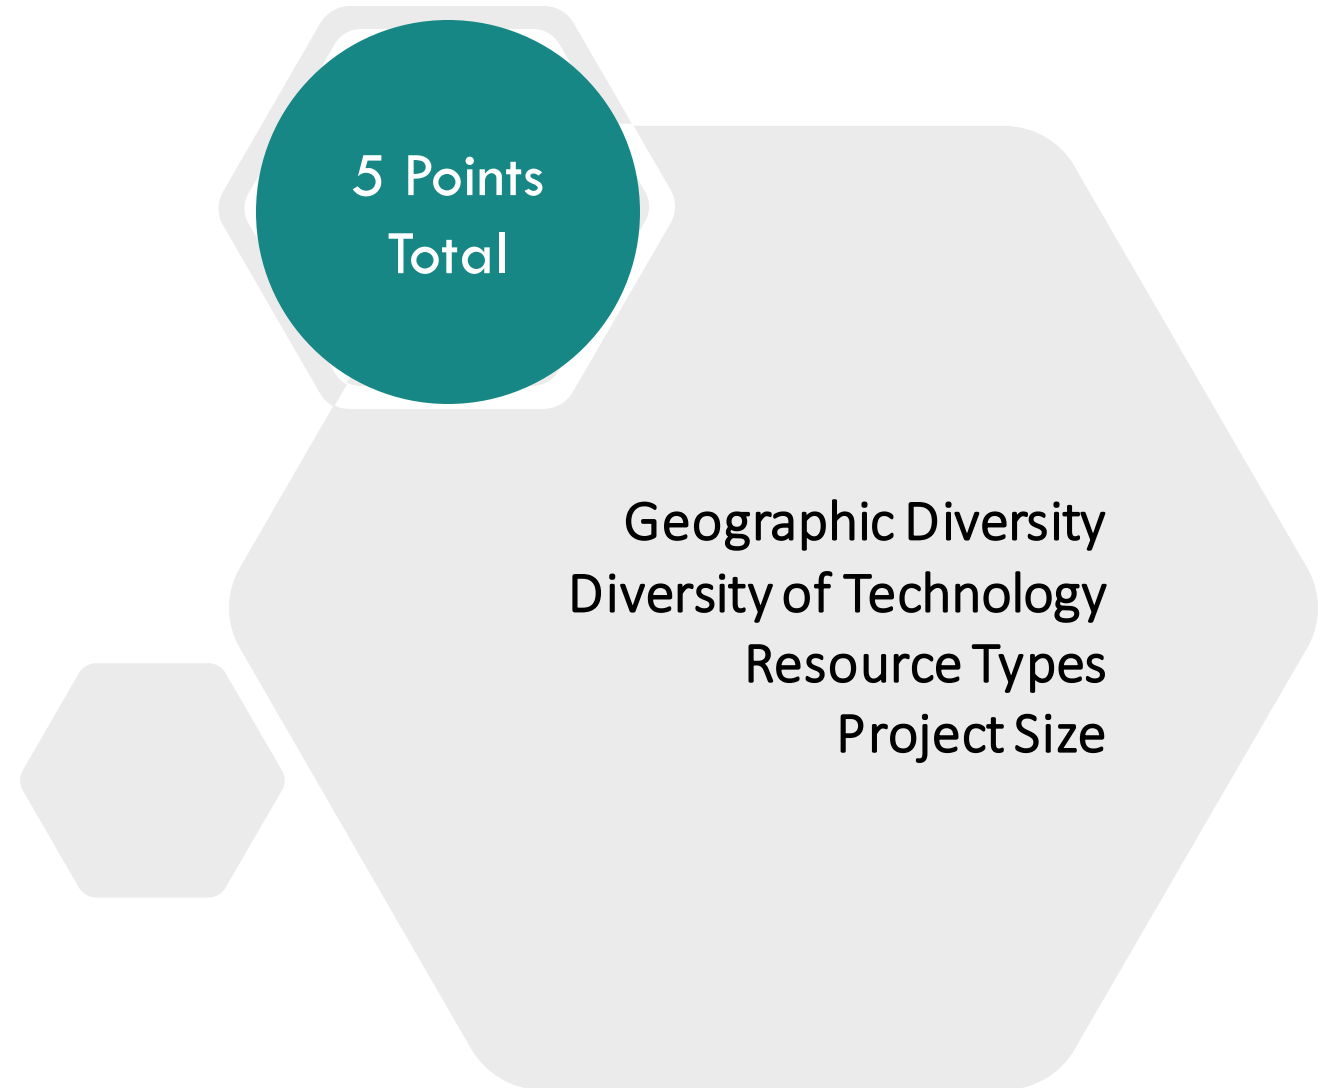 5 Points
Total
Geographic Diversity
Diversity of Technology
Resource Types
Project Size